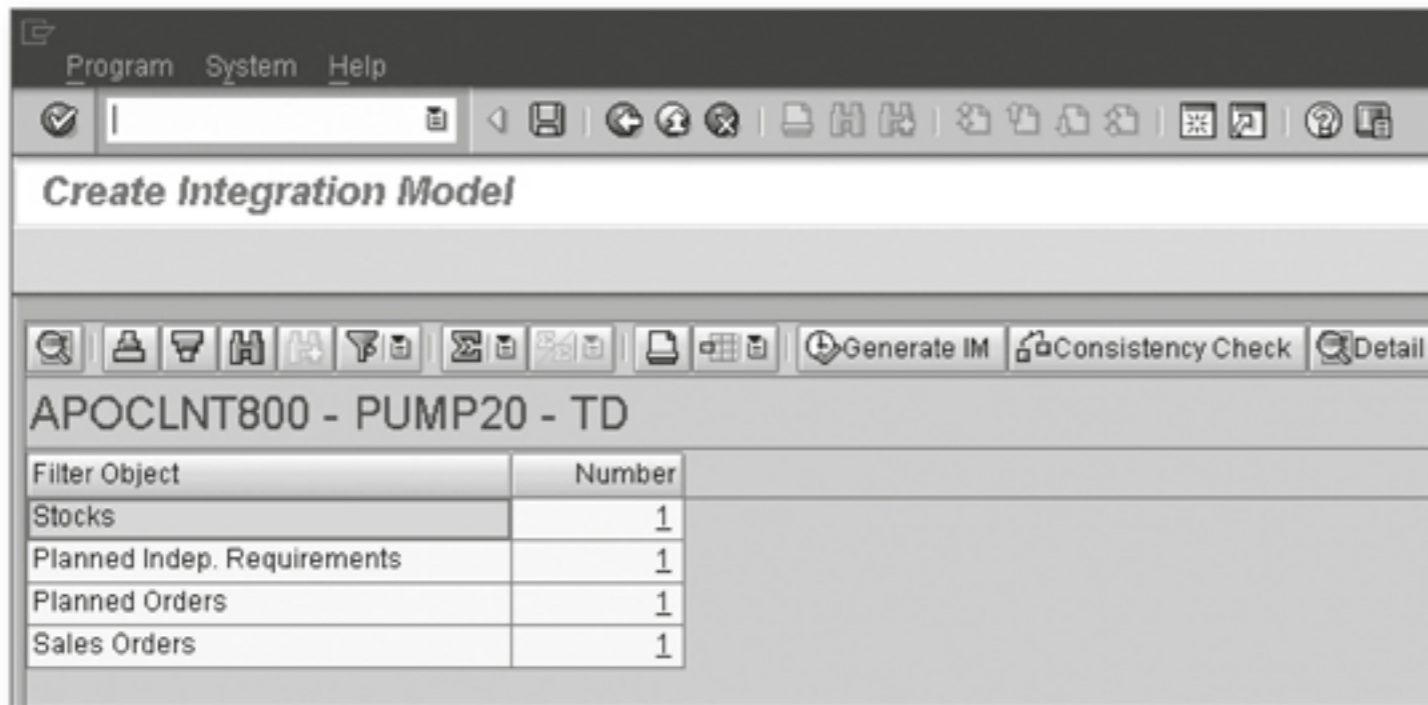 Program System Help
Create Integration Model
Generate IM Consistency Check Detail
APOCLNT800 - PUMP20 - TD
Filter Object Number
Stocks 1
Planned Indep. Requirements 1
Planned Orders 1
Sales Orders 1